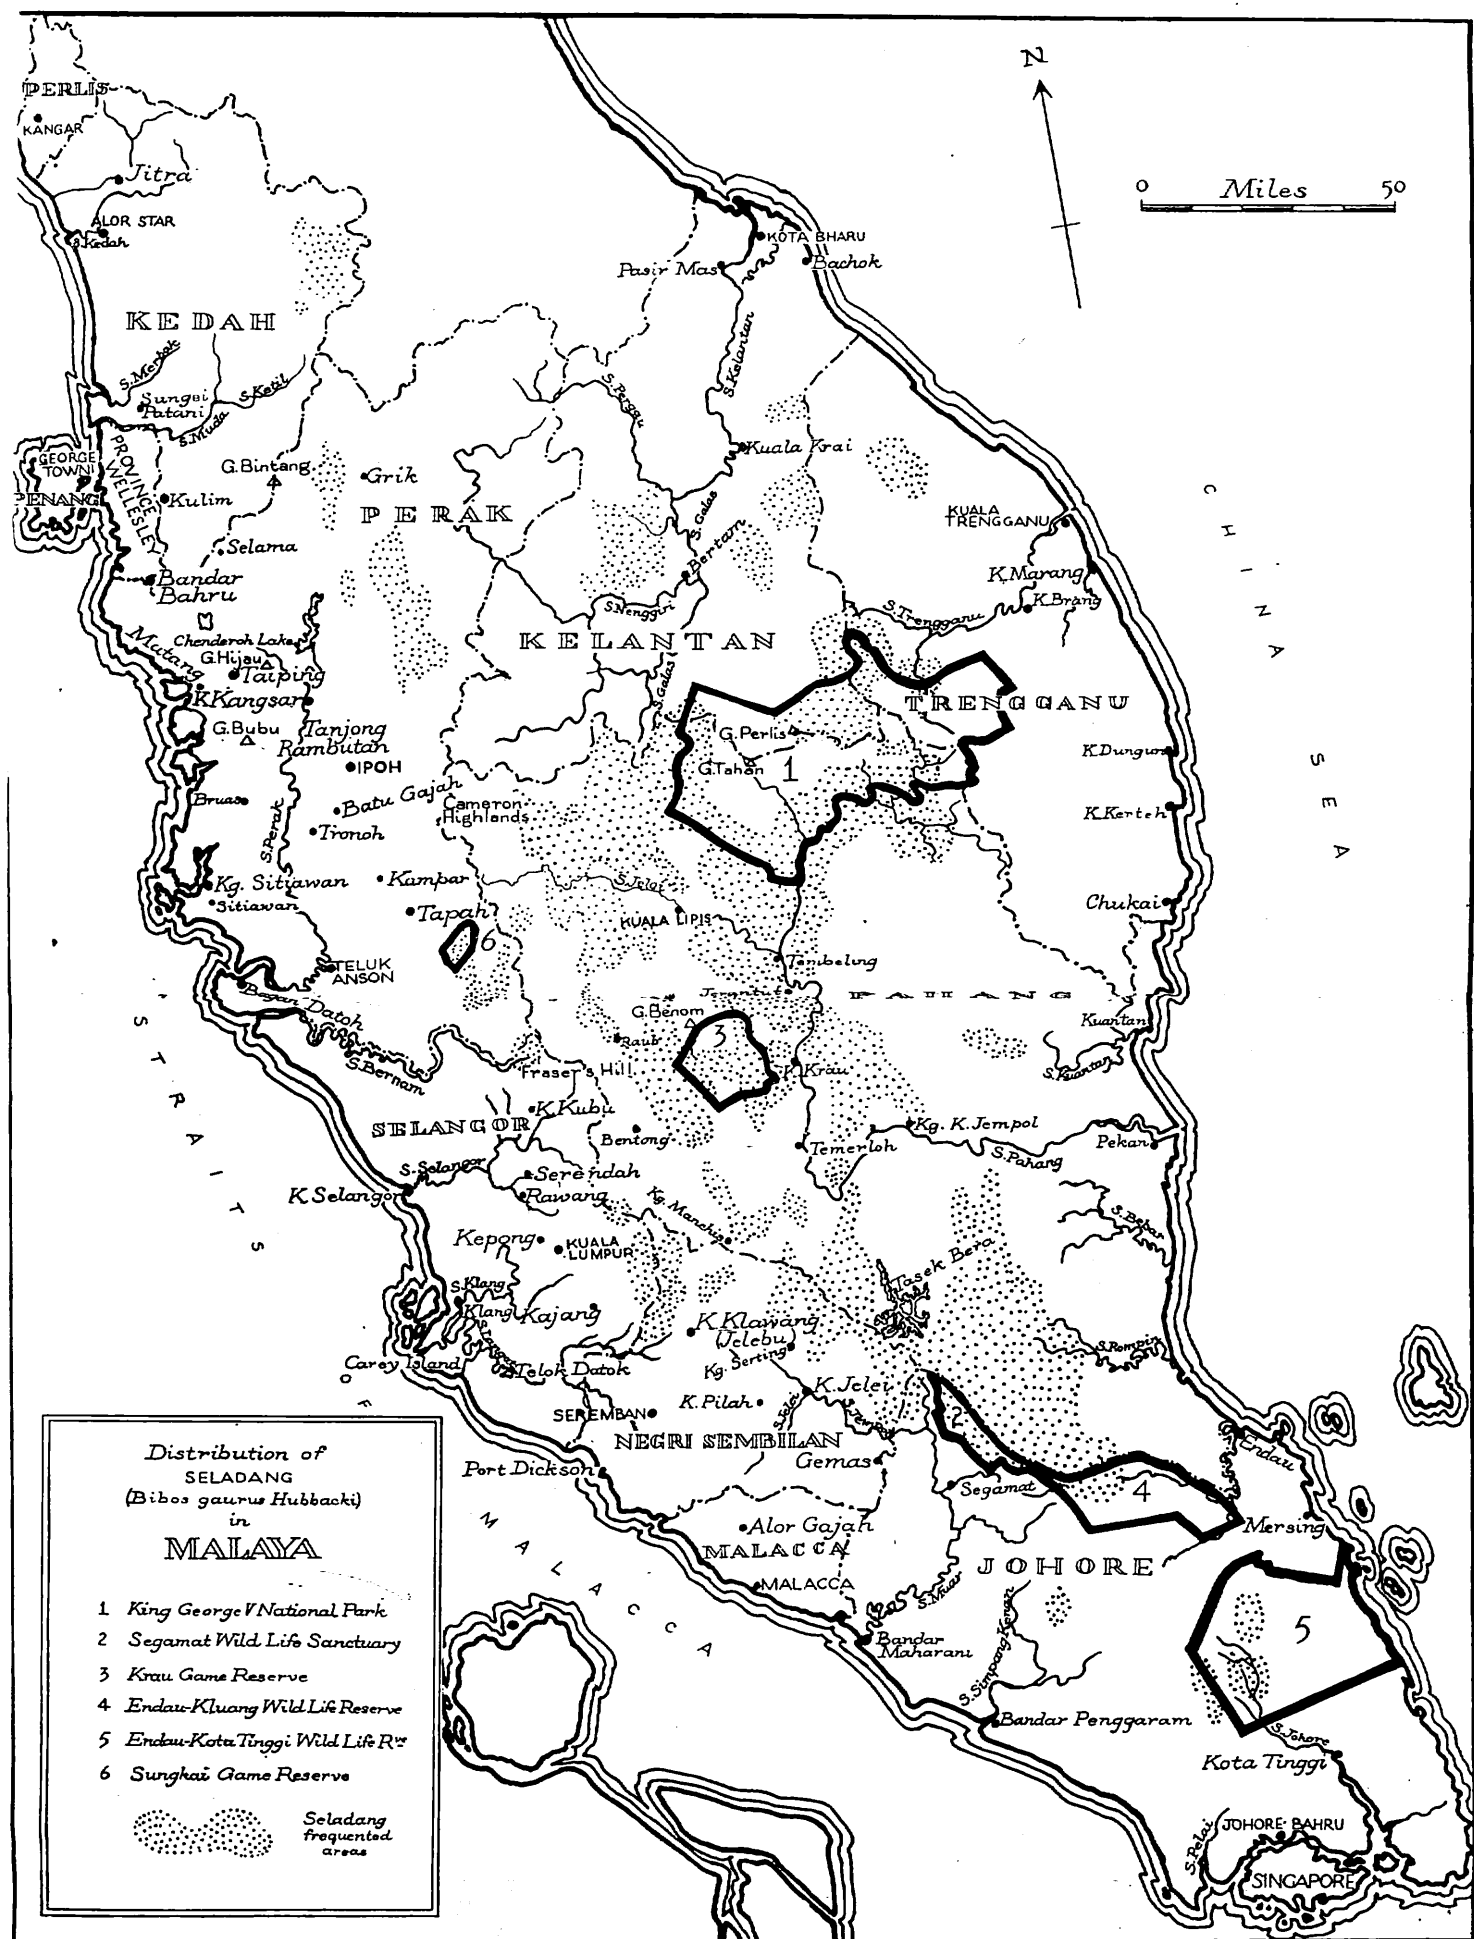 N
0 Miles 50
PERLIS
KANGAR
Jitra
ALOR STAR
S.Kedah
KEDAH
KOTA BHARU
Pasir Mas
Bachok
S.Kelantan
S.Merbok
Sungei
Patani
S.Ketil
S.Muda
S.Pergau
GEORGE
TOWN
PENANG
PROVINCE
WELLESLEY
G.Bintang
Grik
Kulim
PERAK
Kuala Krai
S.Galas
Bertam
KUALA
TRENGGANU
CHINA SEA
Selama
Bandar
Bahru
K.Marang
K.Brang
S.Nenggiri
S.Trengganu
Chenderoh Lake
G.Hijau
Matang
Taiping
KELANTAN
S.Galas
K.Kangsar
G.Bubu
Tanjong
Rambutan
TRENGGANU
G.Perlis
G.Tahan
1
IPOH
K.Dungun
Bruas
Batu Gajah
Cameron
Highlands
Tronoh
S.Perak
K.Kerteh
Kg. Sitiawan
Sitiawan
Kampar
S.Jelei
Tapah
6
KUALA LIPIS
Chukai
TELUK
ANSON
Tembeling
Bagan Datoh
Jerantut
PAHANG
G.Benom
3
Raub
Kuantan
S.Kuantan
S.Bernam
Fraser's Hill
K.Krau
K.Kubu
SELANGOR
Bentong
Kg. K. Jempol
Pekan
Temerloh
S.Pahang
S.Selangor
Serendah
K.Selangor
Rawang
Kg. Manchis
S.Bebar
Kepong
KUALA
LUMPUR
Tasek Bera
S.Klang
Klang
Kajang
S.Langat
K.Klawang
(Jelebu)
Kg. Serting
S.Rompin
Carey Island
Telok Datok
K.Pilah
K.Jelei
S.Jelei
S.Jempol
SEREMBAN
NEGRI SEMBILAN
2
Endau
Port Dickson
Gemas
Segamat
4
Mersing
Alor Gajah
MALACCA
MALACCA
JOHORE
S.Muar
5
Bandar
Maharani
S.Simpang Kanan
Bandar Penggaram
S.Johore
Kota Tinggi
S.Pelai
JOHORE BAHRU
SINGAPORE
STRAITS OF MALACCA
Distribution of
SELADANG
(Bibos gaurus Hubbacki)
in
MALAYA
1 King George V National Park
2 Segamat Wild Life Sanctuary
3 Krau Game Reserve
4 Endau-Kluang Wild Life Reserve
5 Endau-Kota Tinggi Wild Life Rve
6 Sungkai Game Reserve
Seladang
frequented
areas